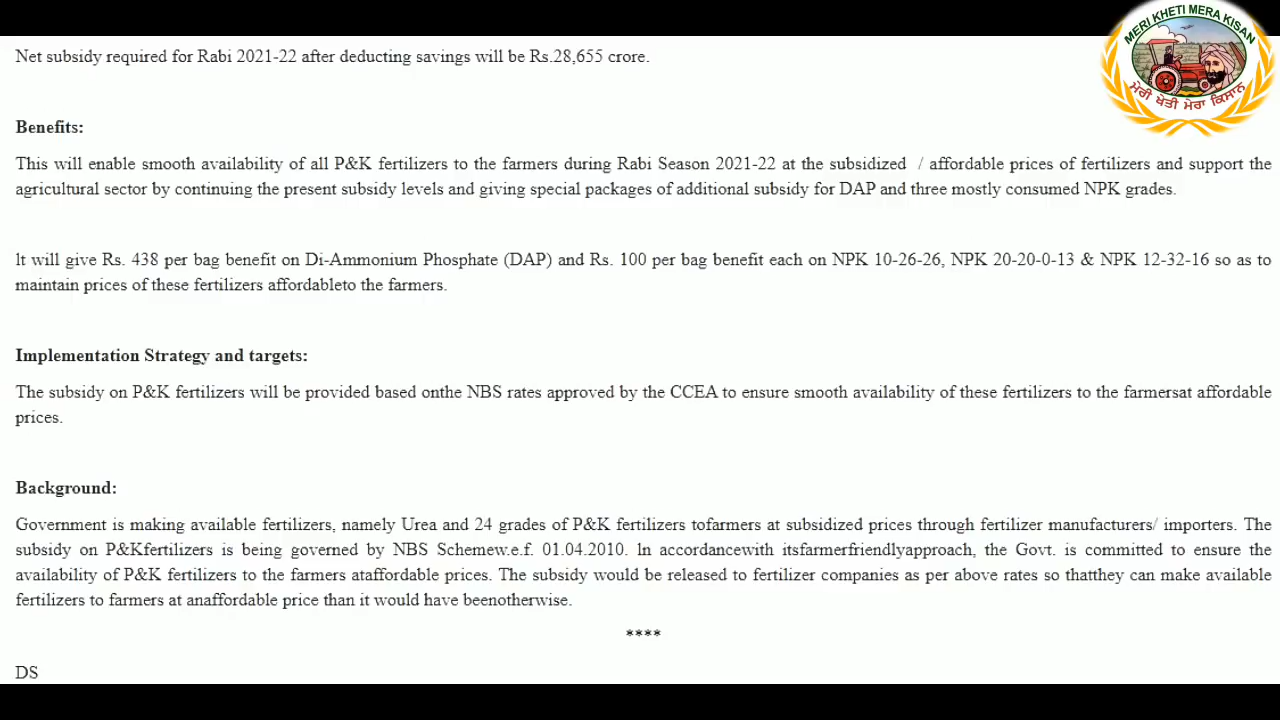 MERI KHETI MERA KISAN
ਮੇਰੀ ਖੇਤੀ ਮੇਰਾ ਕਿਸਾਨ
Net subsidy required for Rabi 2021-22 after deducting savings will be Rs.28,655 crore.
Benefits:
This will enable smooth availability of all P&K fertilizers to the farmers during Rabi Season 2021-22 at the subsidized / affordable prices of fertilizers and support the
agricultural sector by continuing the present subsidy levels and giving special packages of additional subsidy for DAP and three mostly consumed NPK grades.
It will give Rs. 438 per bag benefit on Di-Ammonium Phosphate (DAP) and Rs. 100 per bag benefit each on NPK 10-26-26, NPK 20-20-0-13 & NPK 12-32-16 so as to
maintain prices of these fertilizers affordableto the farmers.
Implementation Strategy and targets:
The subsidy on P&K fertilizers will be provided based onthe NBS rates approved by the CCEA to ensure smooth availability of these fertilizers to the farmersat affordable
prices.
Background:
Government is making available fertilizers, namely Urea and 24 grades of P&K fertilizers tofarmers at subsidized prices through fertilizer manufacturers/ importers. The
subsidy on P&Kfertilizers is being governed by NBS Schemew.e.f. 01.04.2010. In accordancewith itsfarmerfriendlyapproach, the Govt. is committed to ensure the
availability of P&K fertilizers to the farmers ataffordable prices. The subsidy would be released to fertilizer companies as per above rates so thatthey can make available
fertilizers to farmers at anaffordable price than it would have beenotherwise.
****
DS